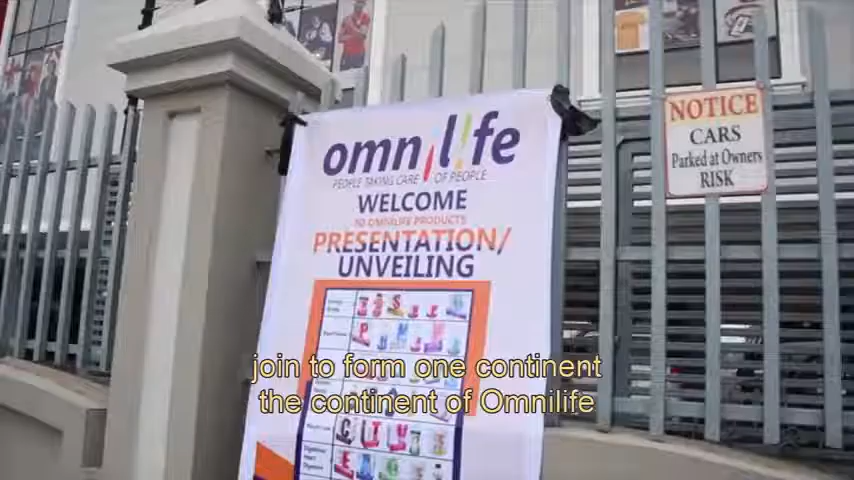 omnilife
PEOPLE TAKING CARE OF PEOPLE
WELCOME
TO OMNILIFE PRODUCTS
PRESENTATION/
UNVEILING
NOTICE
CARS
Parked at Owners
RISK
join to form one continent
the continent of Omnilife